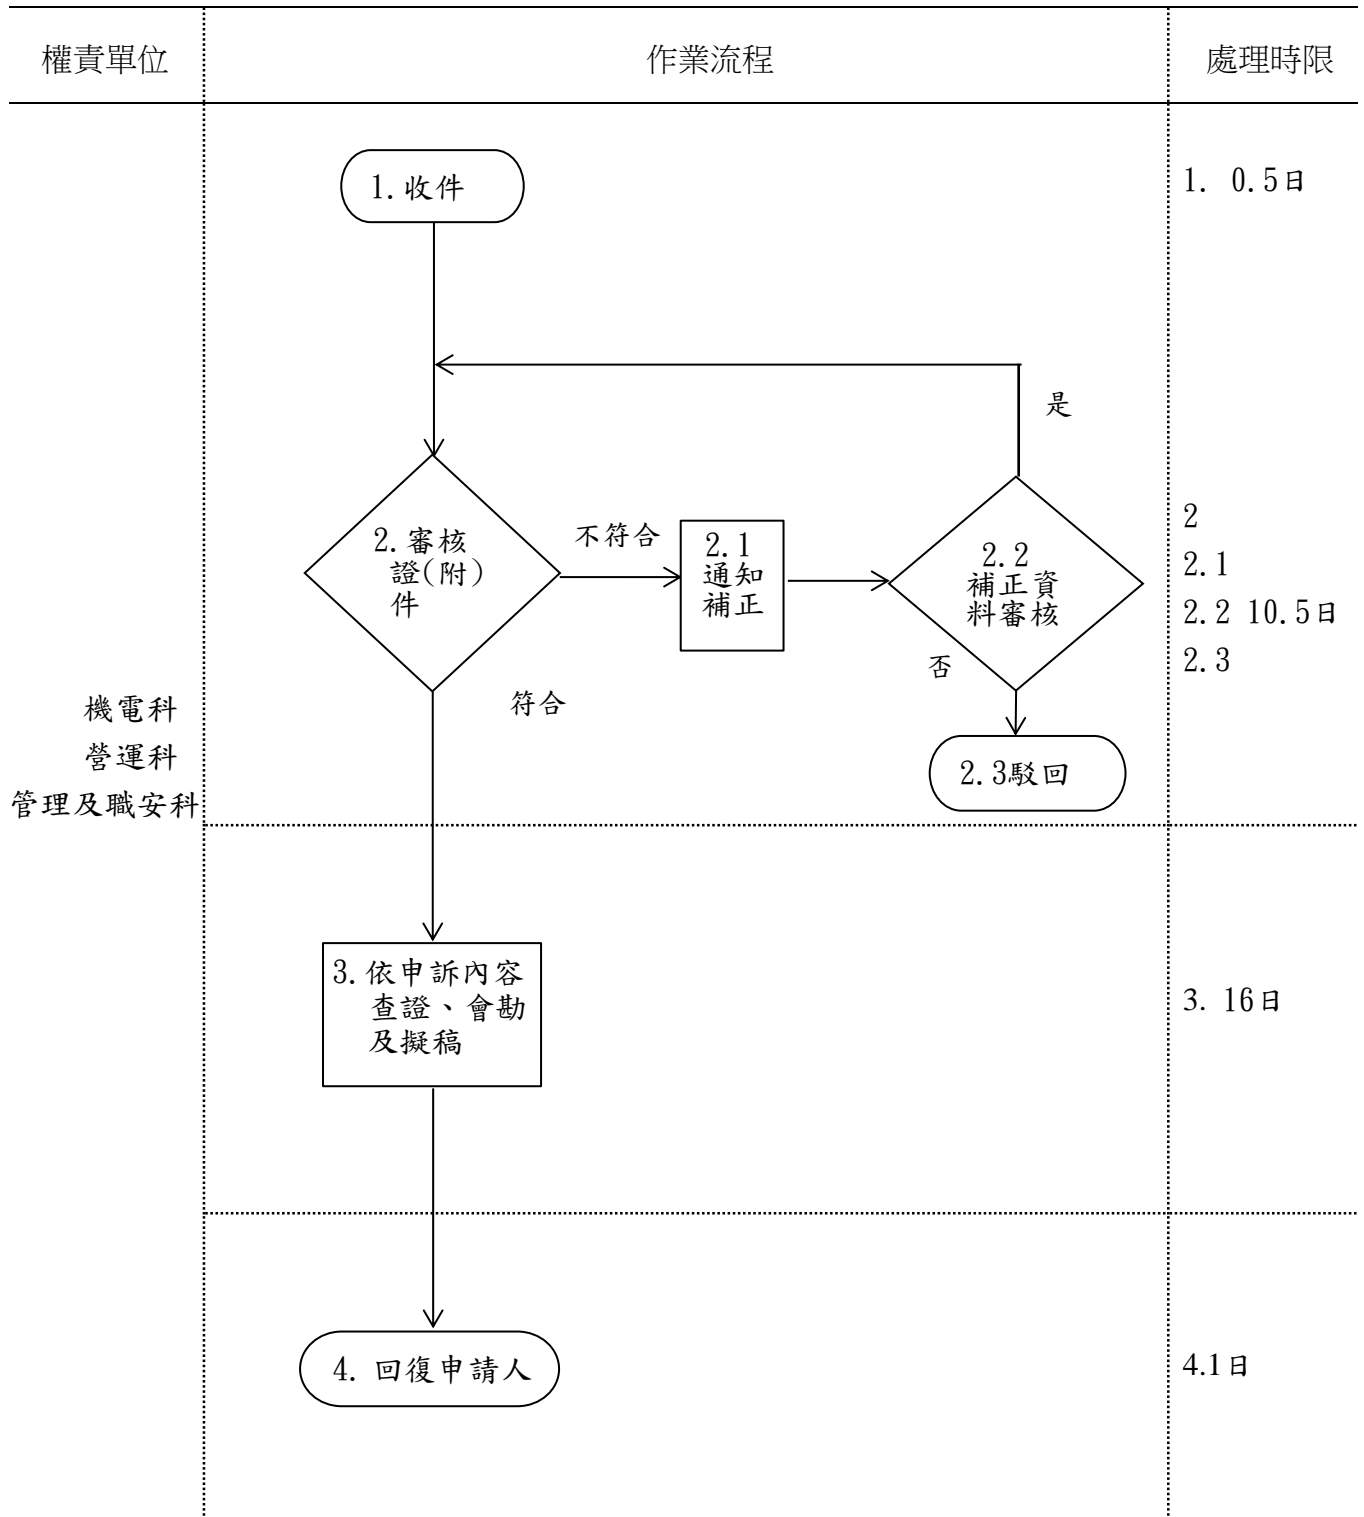 權責單位
作業流程
處理時限
1.收件
1. 0.5日
是
2.審核
證(附)
件
不符合
2.1
通知
補正
2.2
補正資
料審核
2
2.1
2.2 10.5日
2.3
否
符合
2.3駁回
機電科
營運科
管理及職安科
3.依申訴內容
查證、會勘
及擬稿
3. 16日
4. 回復申請人
4.1日